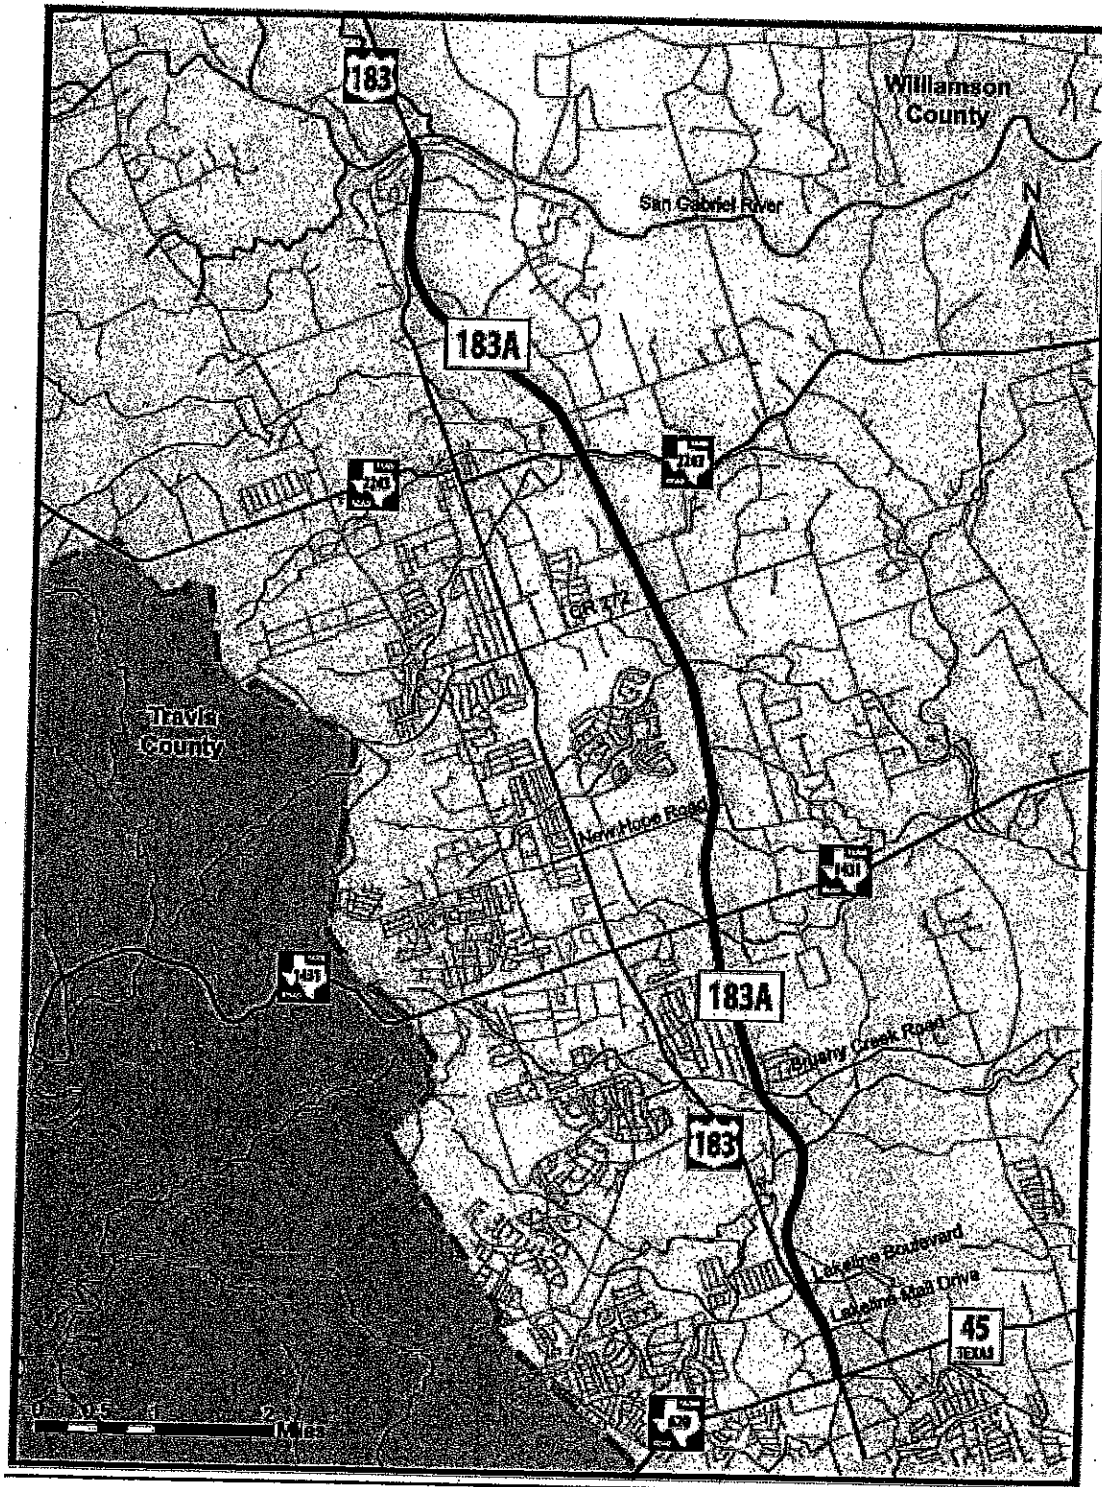 183
Williamson
County
San Gabriel River
N
183A
2243
2243
CR 272
Travis
County
New Hope Road
1431
1431
183A
Brushy Creek Road
183
Lakeline Boulevard
Lakeline Mall Drive
45
TEXAS
620
0
0.5
1
2
Miles